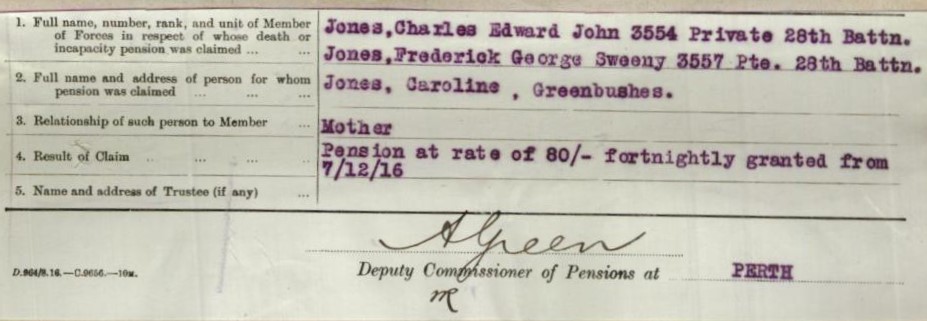 1. Full name, number, rank, and unit of Member of Forces in respect of whose death or incapacity pension was claimed ... ...
Jones,Charles Edward John 3554 Private 28th Battn.
Jones,Frederick George Sweeny 3557 Pte. 28th Battn.
2. Full name and address of person for whom pension was claimed ... ... ...
Jones, Caroline , Greenbushes.
3. Relationship of such person to Member ...
Mother
4. Result of Claim ... ... ... ...
Pension at rate of 80/- fortnightly granted from
7/12/16
5. Name and address of Trustee (if any) ...
A Green
Deputy Commissioner of Pensions at PERTH
D.964/8.16.—C.9656.—10M.